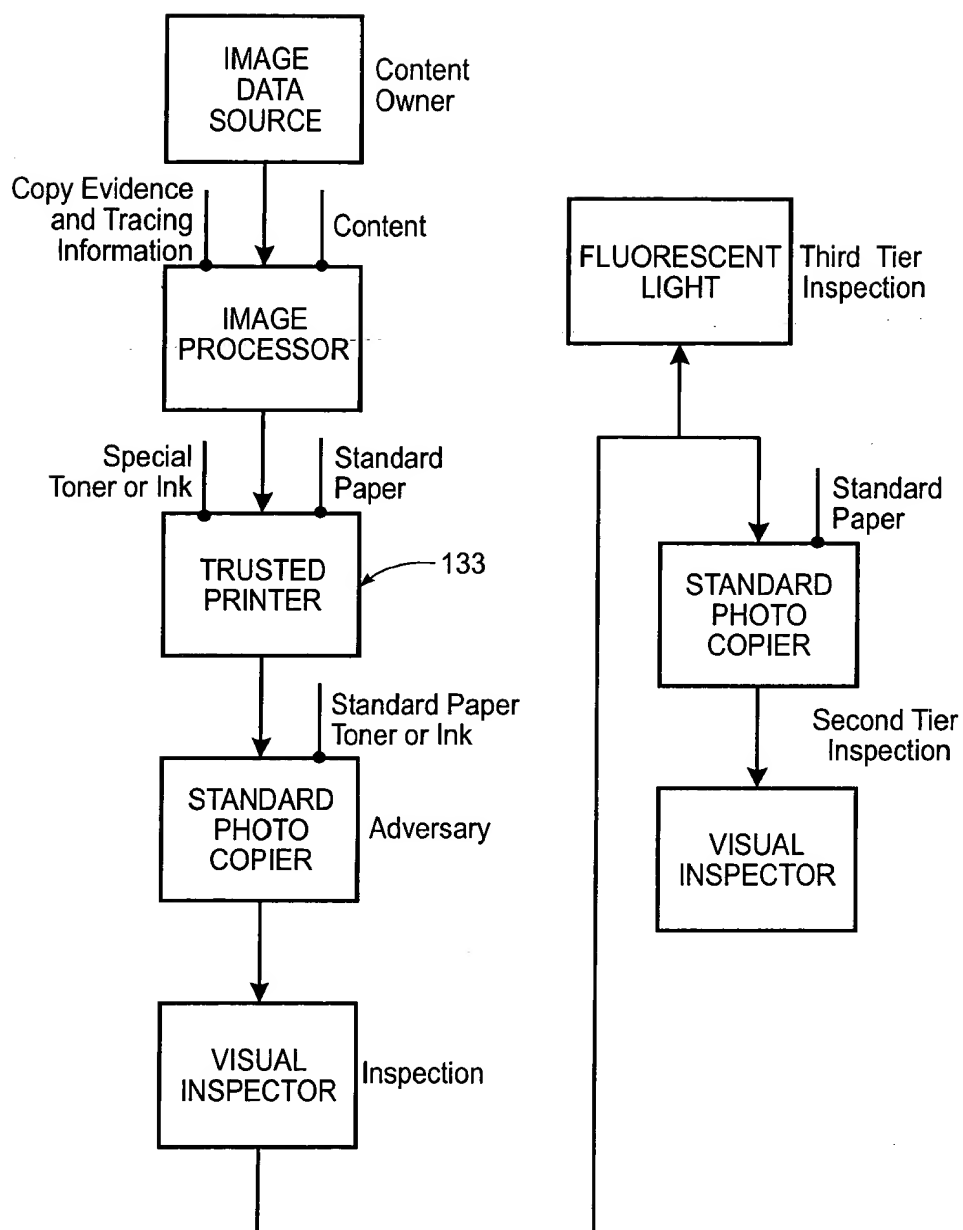 IMAGE
DATA
SOURCE
Content
Owner
Copy Evidence
and Tracing
Information
Content
IMAGE
PROCESSOR
Special
Toner or Ink
Standard
Paper
TRUSTED
PRINTER
133
Standard Paper
Toner or Ink
STANDARD
PHOTO
COPIER
Adversary
VISUAL
INSPECTOR
Inspection
FLUORESCENT
LIGHT
Third Tier
Inspection
Standard
Paper
STANDARD
PHOTO
COPIER
Second Tier
Inspection
VISUAL
INSPECTOR